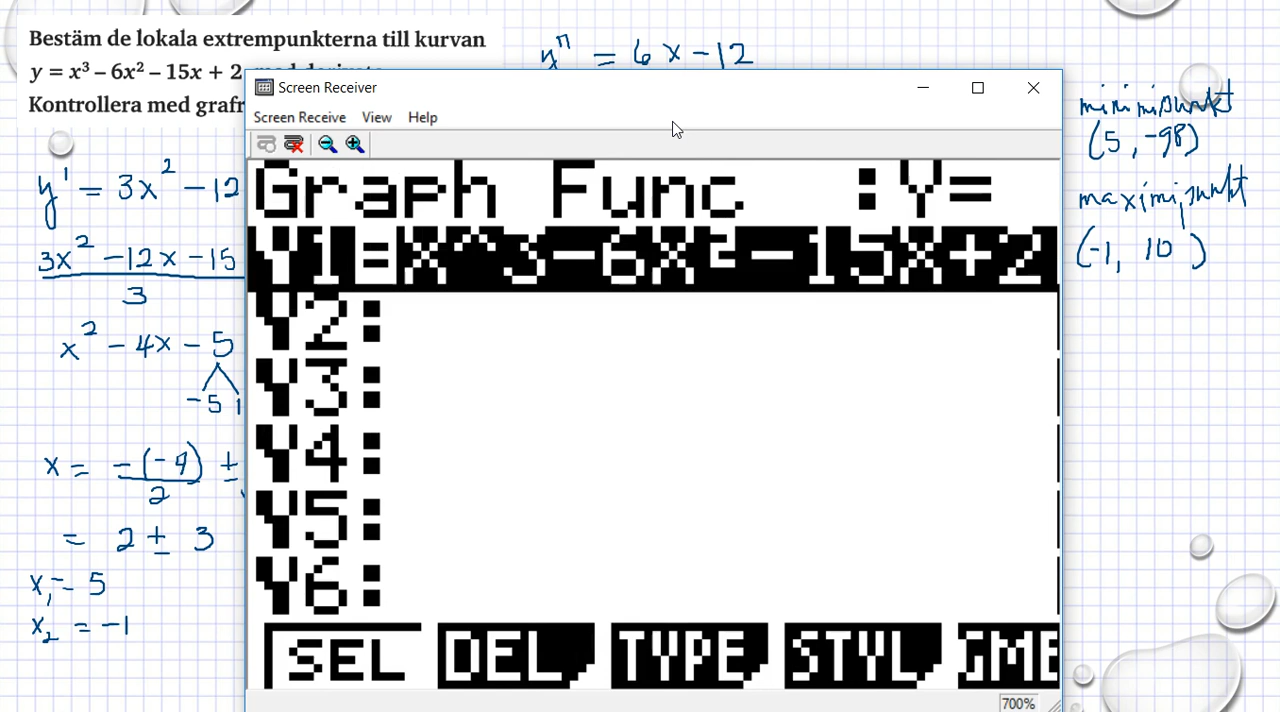 Bestäm de lokala extrempunkterna till kurvan
y = x³ – 6x² – 15x + 2
Kontrollera med graf
y" = 6x - 12
y' = 3x² - 12
3x² - 12x - 15
3
x² - 4x - 5
-5 1
x = -(-4) ±
2
= 2 ± 3
x₁ = 5
x₂ = -1
Screen Receiver
Screen Receive View Help
Graph Func :Y=
Y1=X^3-6X²-15X+2
Y2:
Y3:
Y4:
Y5:
Y6:
SEL DEL TYPE STYL GME
700%
minimipunkt
(5, -98)
maximipunkt
(-1, 10)